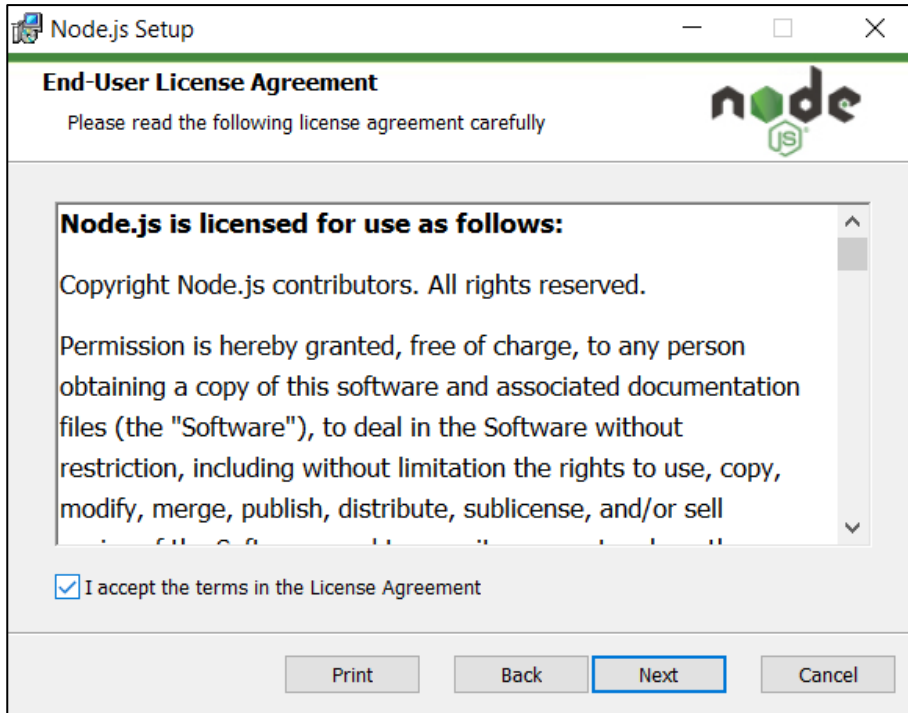 Node.js Setup
End-User License Agreement
Please read the following license agreement carefully
node
JS
Node.js is licensed for use as follows:
Copyright Node.js contributors. All rights reserved.
Permission is hereby granted, free of charge, to any person
obtaining a copy of this software and associated documentation
files (the "Software"), to deal in the Software without
restriction, including without limitation the rights to use, copy,
modify, merge, publish, distribute, sublicense, and/or sell
I accept the terms in the License Agreement
Print
Back
Next
Cancel